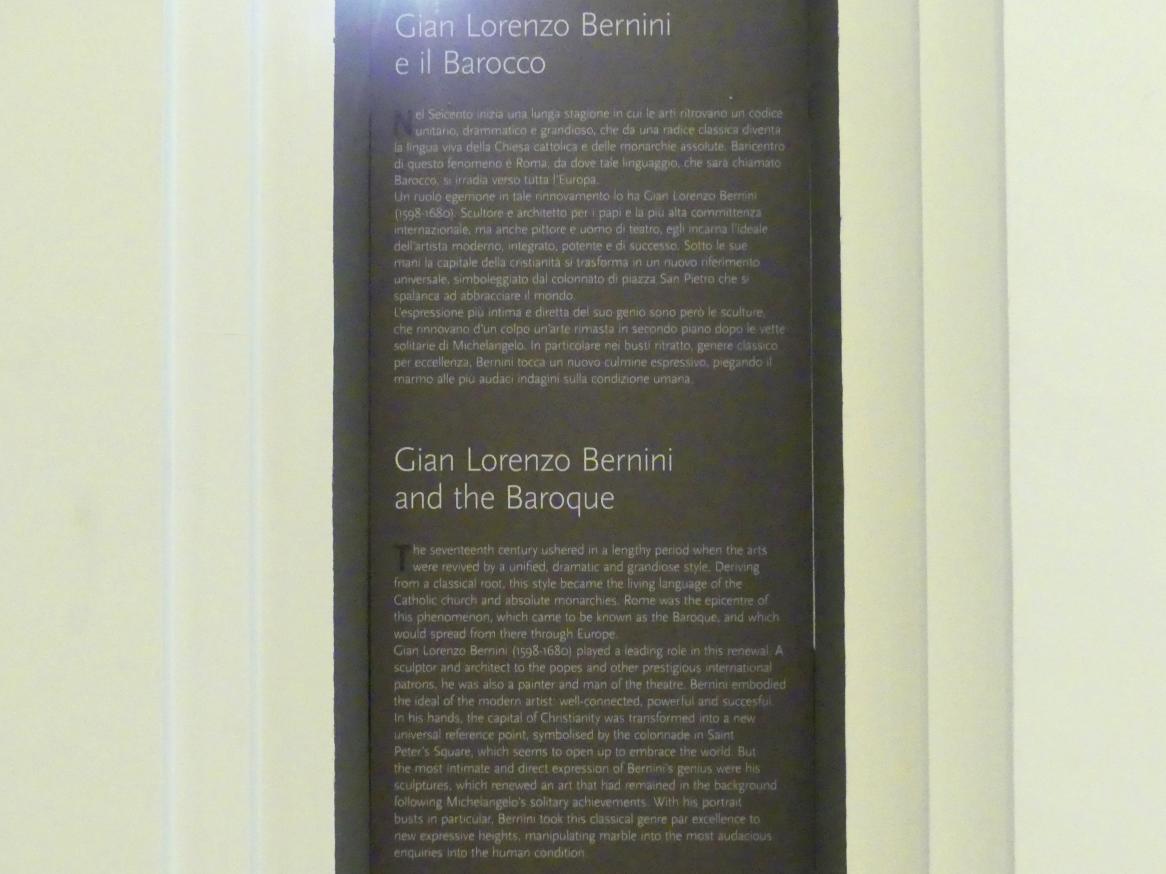 Gian Lorenzo Bernini
e il Barocco
Nel Seicento inizia una lunga stagione in cui le arti ritrovano un codice
unitario, drammatico e grandioso, che da una radice classica diventa
la lingua viva della Chiesa cattolica e delle monarchie assolute. Baricentro
di questo fenomeno è Roma, da dove tale linguaggio, che sarà chiamato
Barocco, si irradia verso tutta l'Europa.
Un ruolo egemone in tale rinnovamento lo ha Gian Lorenzo Bernini
(1598-1680). Scultore e architetto per i papi e la più alta committenza
internazionale, ma anche pittore e uomo di teatro, egli incarna l'ideale
dell'artista moderno, integrato, potente e di successo. Sotto le sue
mani la capitale della cristianità si trasforma in un nuovo riferimento
universale, simboleggiato dal colonnato di piazza San Pietro che si
spalanca ad abbracciare il mondo.
L'espressione più intima e diretta del suo genio sono però le sculture,
che rinnovano d'un colpo un'arte rimasta in secondo piano dopo le vette
solitarie di Michelangelo. In particolare nei busti ritratto, genere classico
per eccellenza, Bernini tocca un nuovo culmine espressivo, piegando il
marmo alle più audaci indagini sulla condizione umana.
Gian Lorenzo Bernini
and the Baroque
The seventeenth century ushered in a lengthy period when the arts
were revived by a unified, dramatic and grandiose style. Deriving
from a classical root, this style became the living language of the
Catholic church and absolute monarchies. Rome was the epicentre of
this phenomenon, which came to be known as the Baroque, and which
would spread from there through Europe.
Gian Lorenzo Bernini (1598-1680) played a leading role in this renewal. A
sculptor and architect to the popes and other prestigious international
patrons, he was also a painter and man of the theatre. Bernini embodied
the ideal of the modern artist: well-connected, powerful and succesful.
In his hands, the capital of Christianity was transformed into a new
universal reference point, symbolised by the colonnade in Saint
Peter's Square, which seems to open up to embrace the world. But
the most intimate and direct expression of Bernini's genius were his
sculptures, which renewed an art that had remained in the background
following Michelangelo's solitary achievements. With his portrait
busts in particular, Bernini took this classical genre par excellence to
new expressive heights, manipulating marble into the most audacious
enquiries into the human condition.